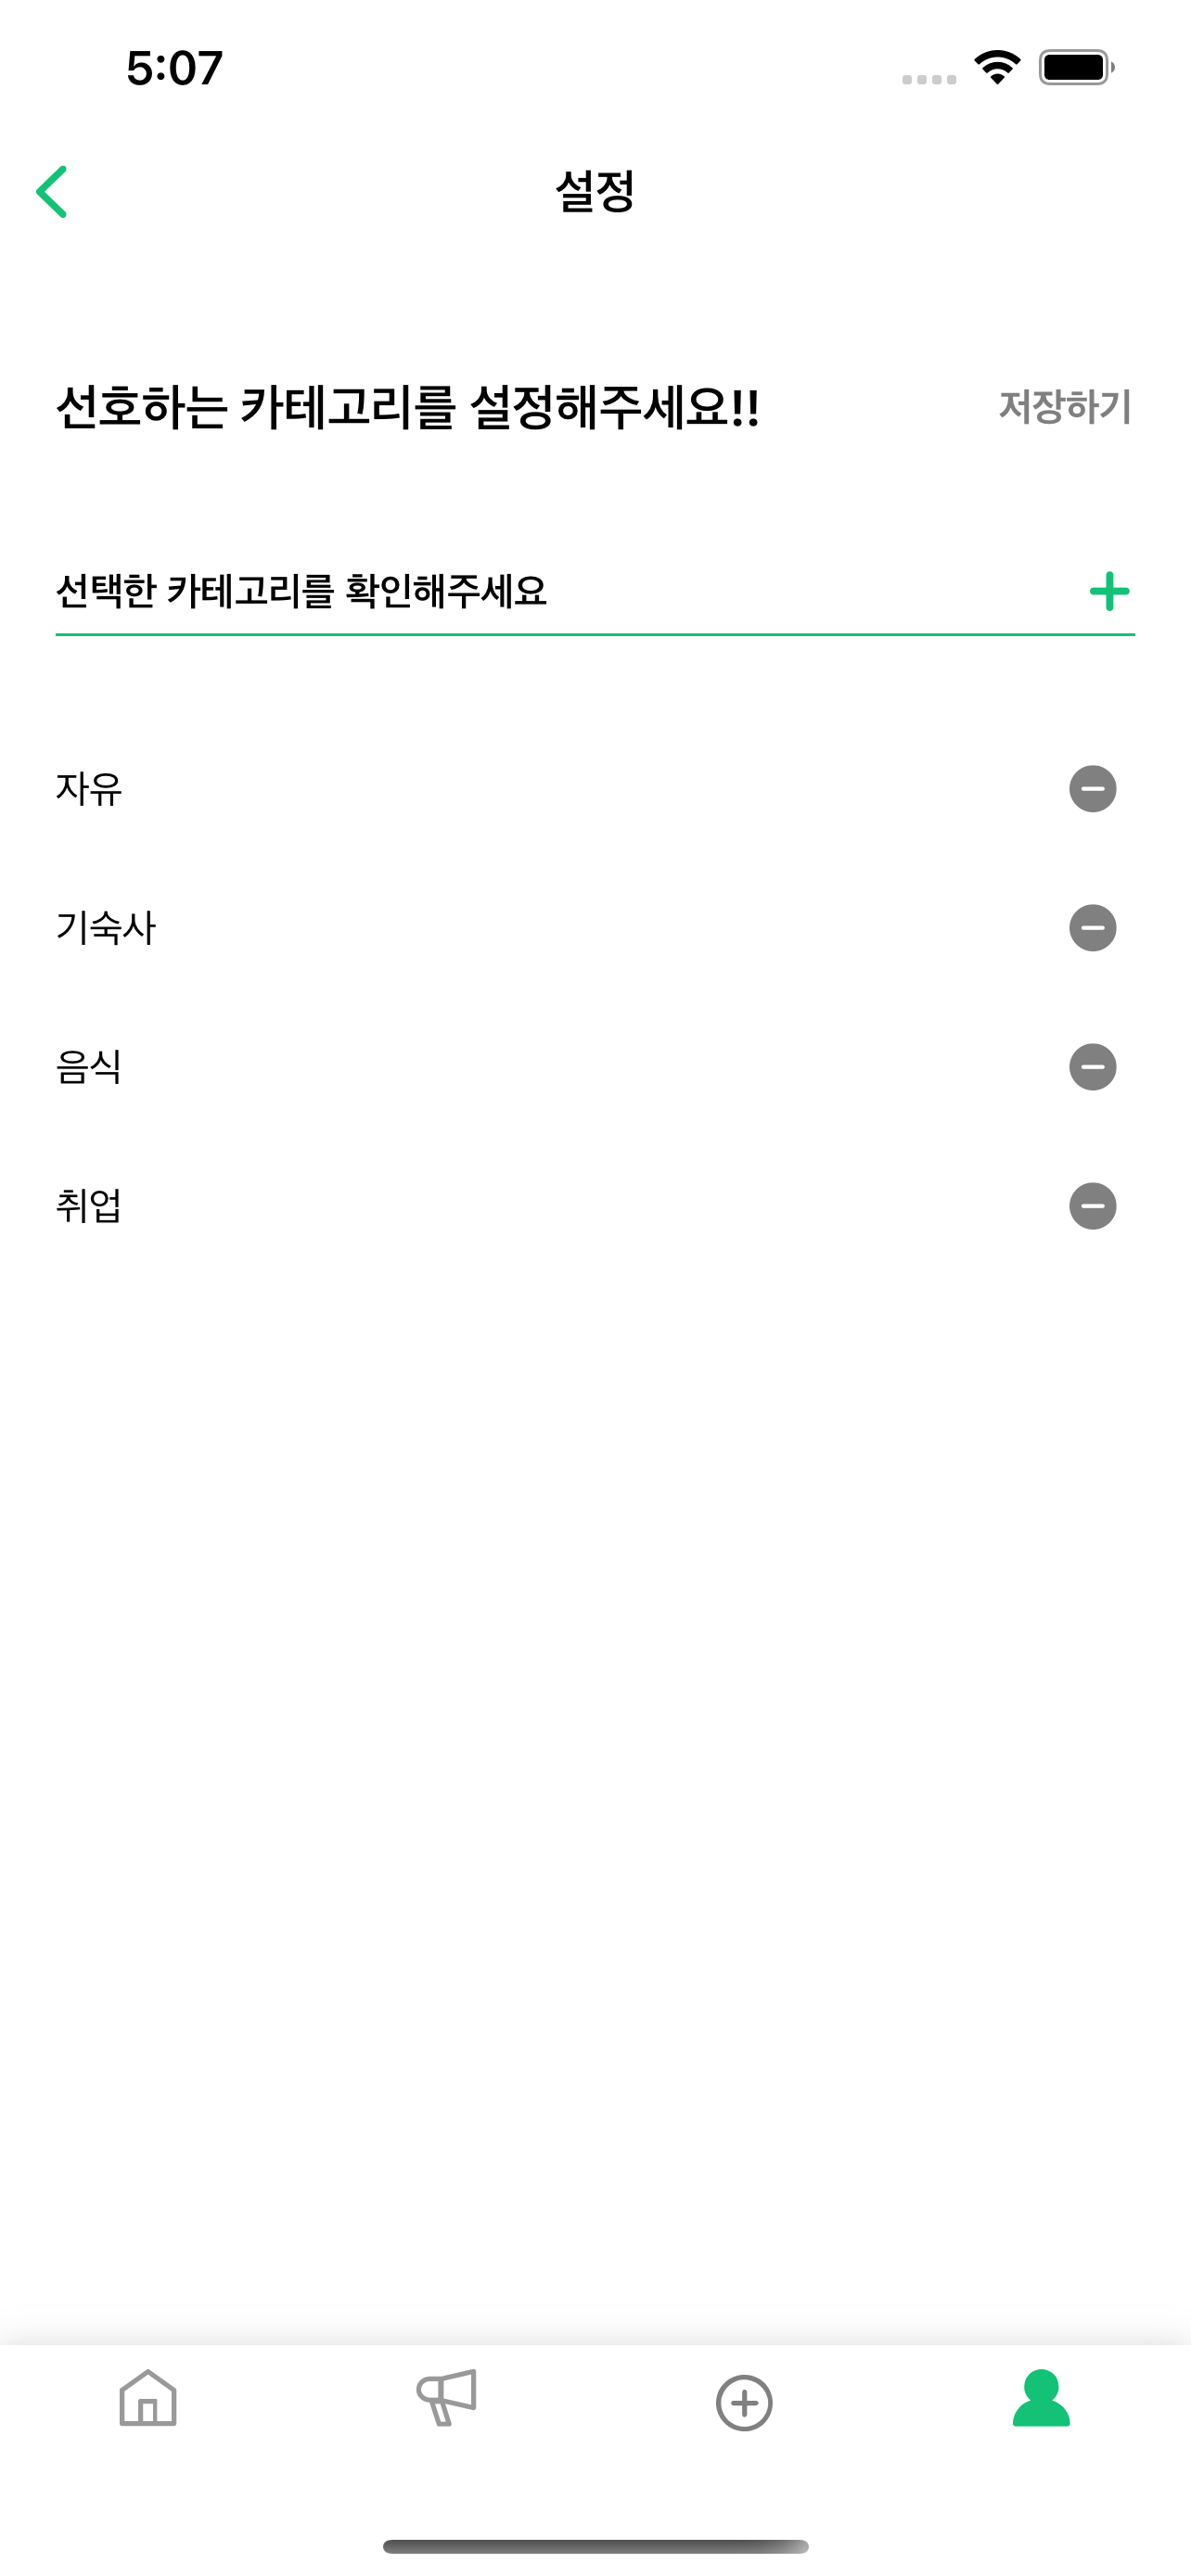 5:07
설정
선호하는 카테고리를 설정해주세요!!
저장하기
선택한 카테고리를 확인해주세요
자유
기숙사
음식
취업